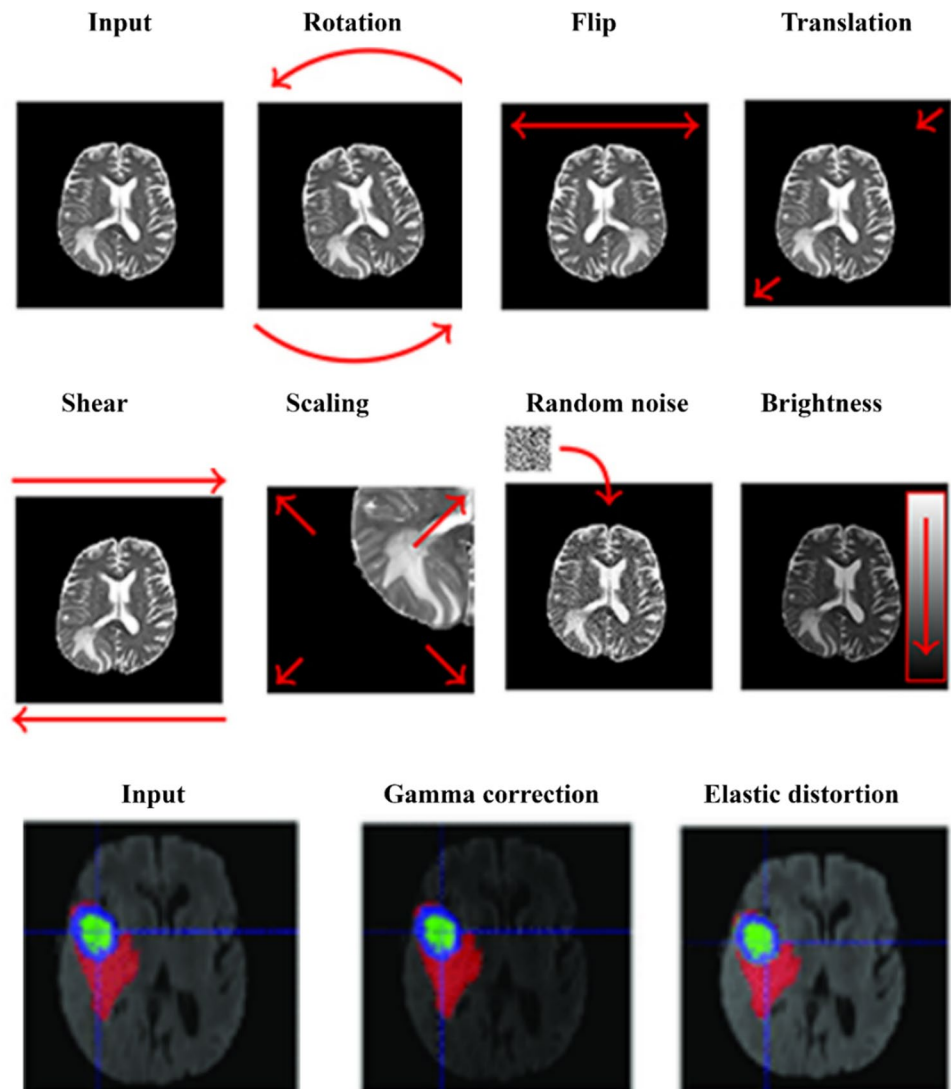 Input Rotation Flip Translation
Shear Scaling Random noise Brightness
Input Gamma correction Elastic distortion